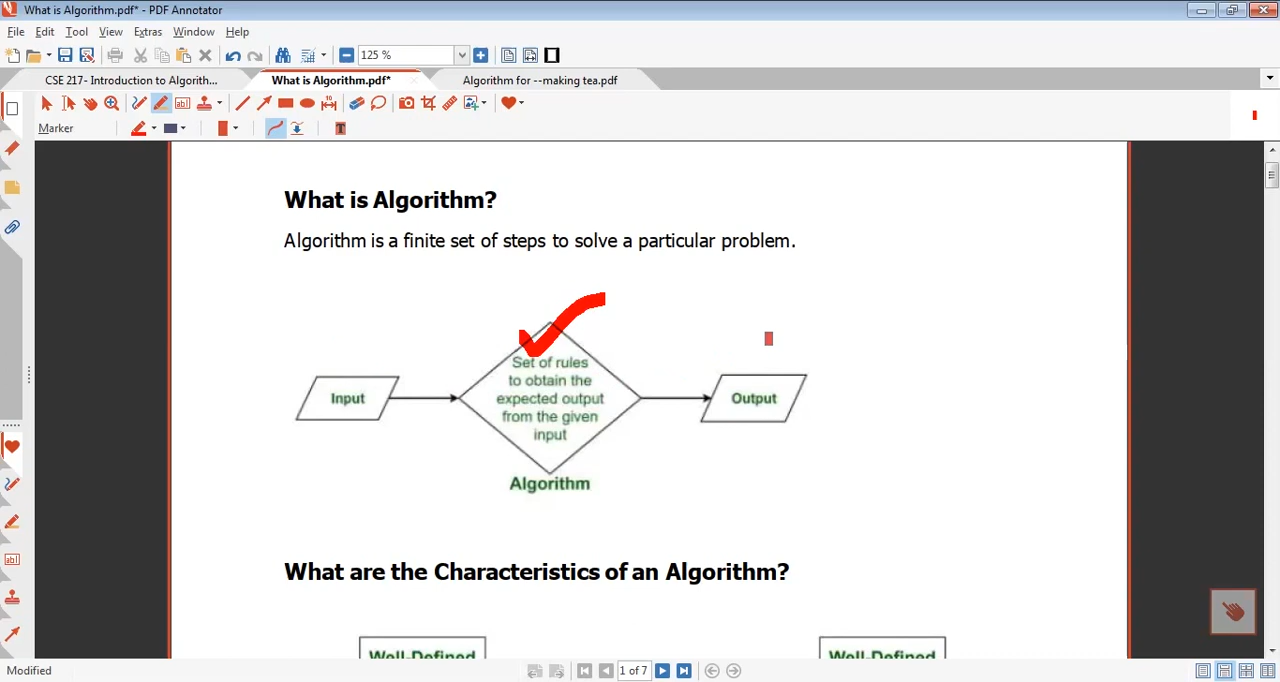 What is Algorithm.pdf* - PDF Annotator
File Edit Tool View Extras Window Help
125 %
CSE 217- Introduction to Algorith... What is Algorithm.pdf* Algorithm for --making tea.pdf
Marker
What is Algorithm?
Algorithm is a finite set of steps to solve a particular problem.
Input
Set of rules
to obtain the
expected output
from the given
input
Output
Algorithm
What are the Characteristics of an Algorithm?
Well-Defined Well-Defined
Modified 1 of 7